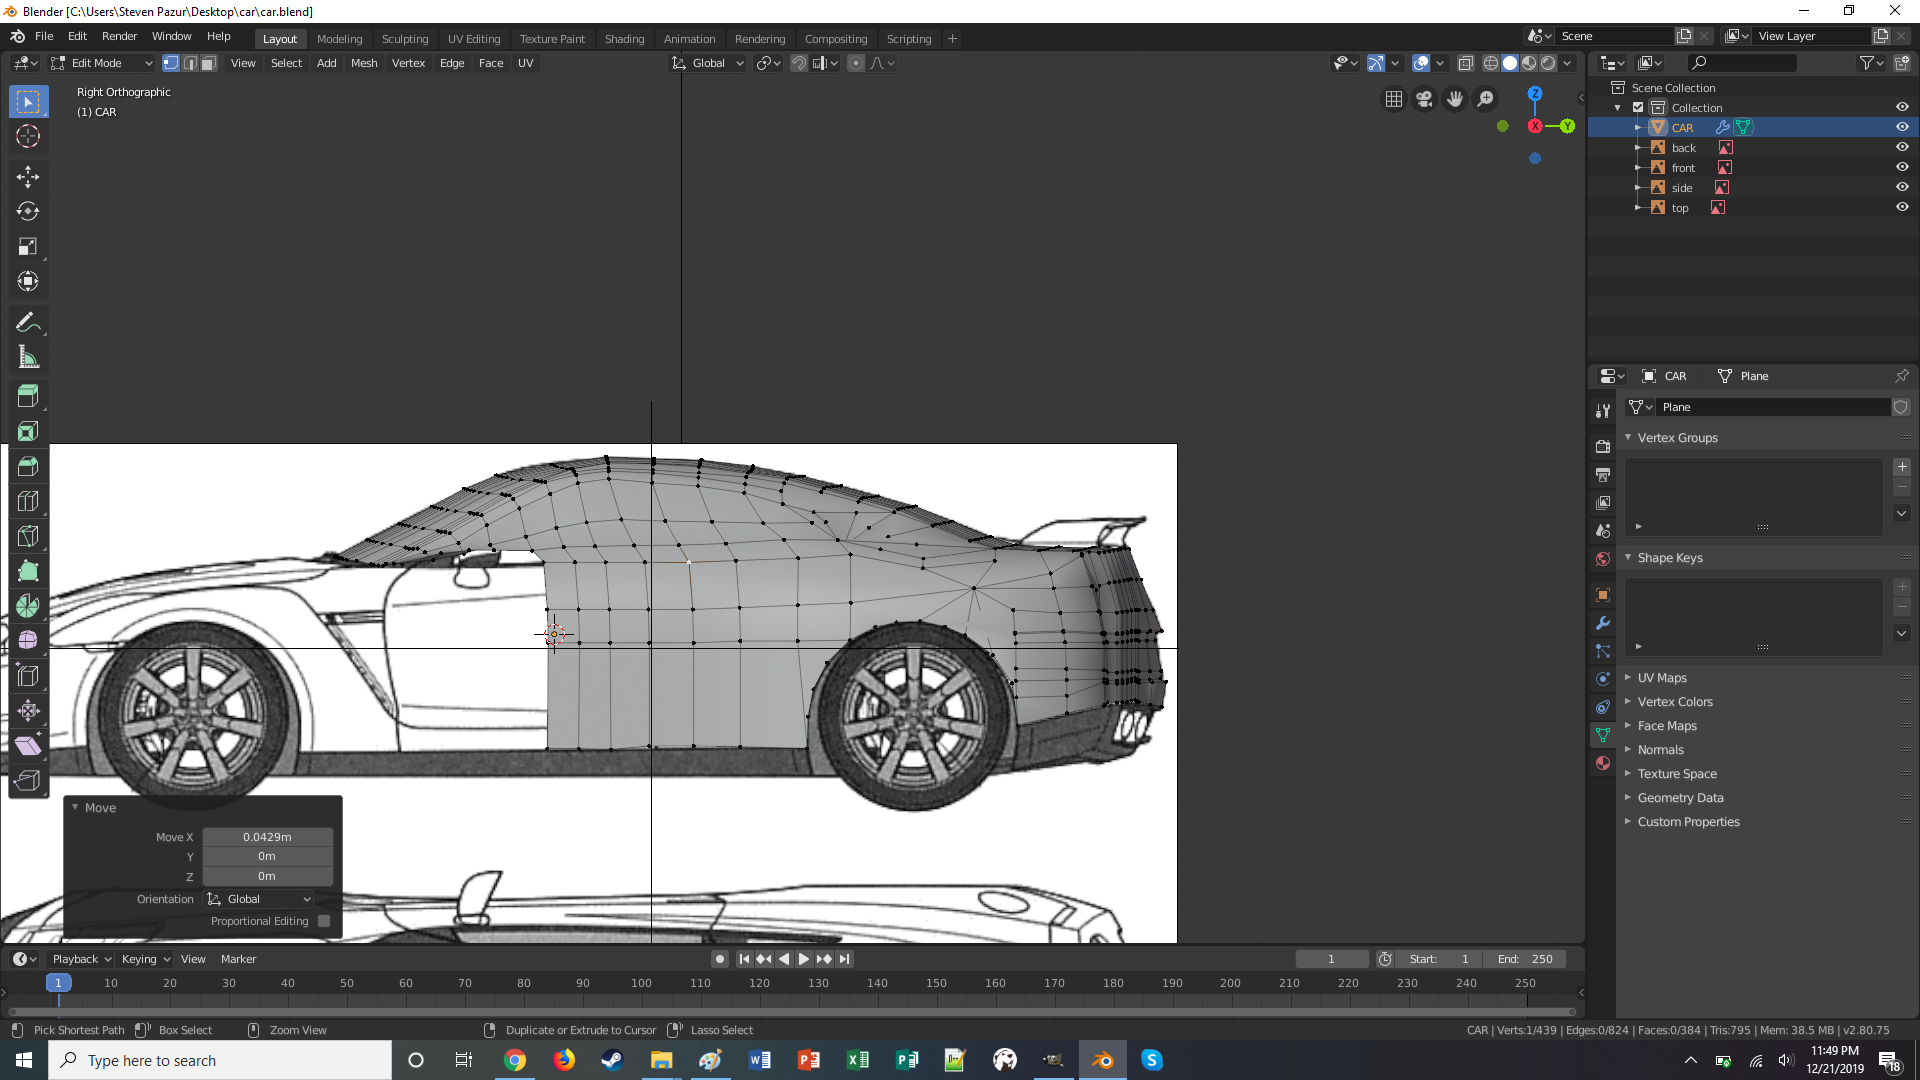 Blender [C:\Users\Steven Pazur\Desktop\car\car.blend]
File Edit Render Window Help Layout Modeling Sculpting UV Editing Texture Paint Shading Animation Rendering Compositing Scripting + Scene View Layer
Edit Mode View Select Add Mesh Vertex Edge Face UV Global
Right Orthographic
(1) CAR
Z
X Y
Scene Collection
Collection
CAR
back
front
side
top
CAR Plane
Plane
Vertex Groups
Shape Keys
UV Maps
Vertex Colors
Face Maps
Normals
Texture Space
Geometry Data
Custom Properties
Move
Move X 0.0429m
Y 0m
Z 0m
Orientation Global
Proportional Editing
Playback Keying View Marker 1 Start: 1 End: 250
1 10 20 30 40 50 60 70 80 90 100 110 120 130 140 150 160 170 180 190 200 210 220 230 240 250
Pick Shortest Path Box Select Zoom View Duplicate or Extrude to Cursor Lasso Select CAR | Verts:1/439 | Edges:0/824 | Faces:0/384 | Tris:795 | Mem: 38.5 MB | v2.80.75
Type here to search
11:49 PM
12/21/2019
18